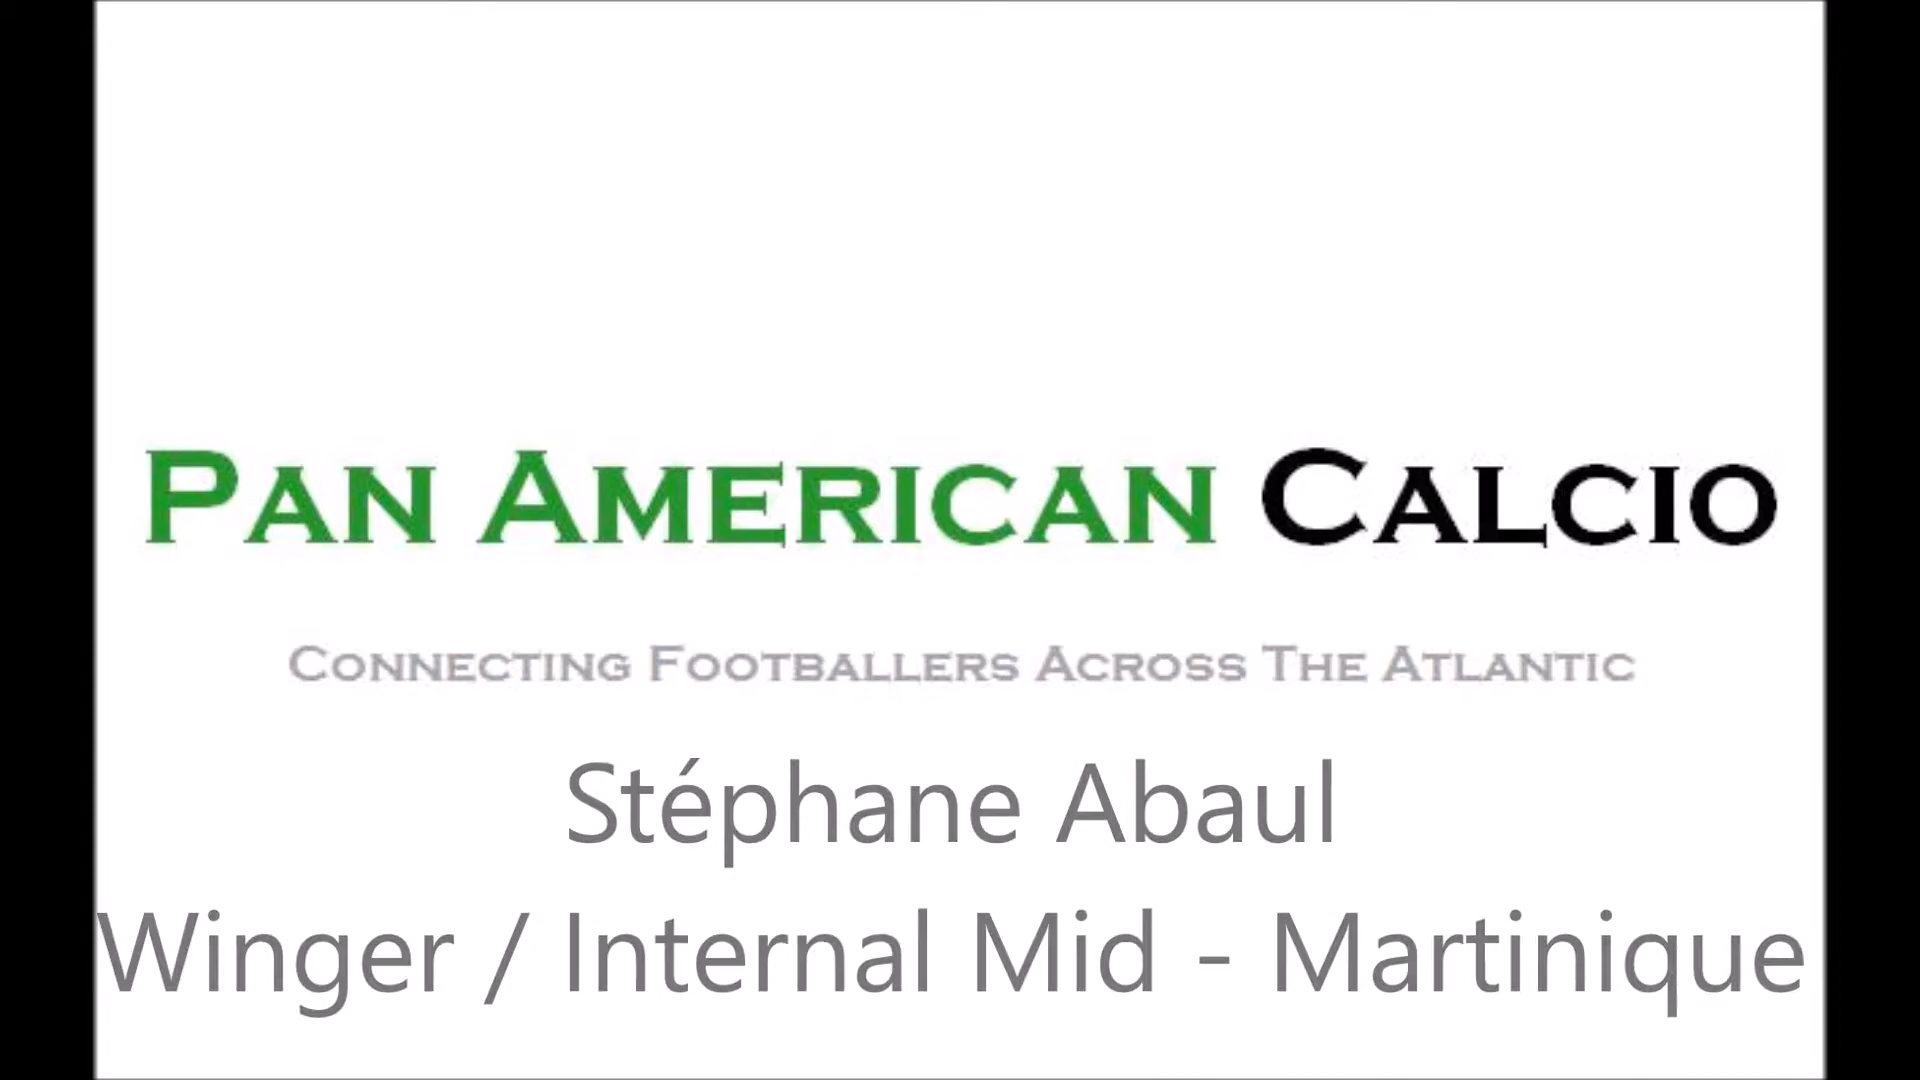 PAN AMERICAN CALCIO
CONNECTING FOOTBALLERS ACROSS THE ATLANTIC
Stéphane Abaul
Winger / Internal Mid - Martinique